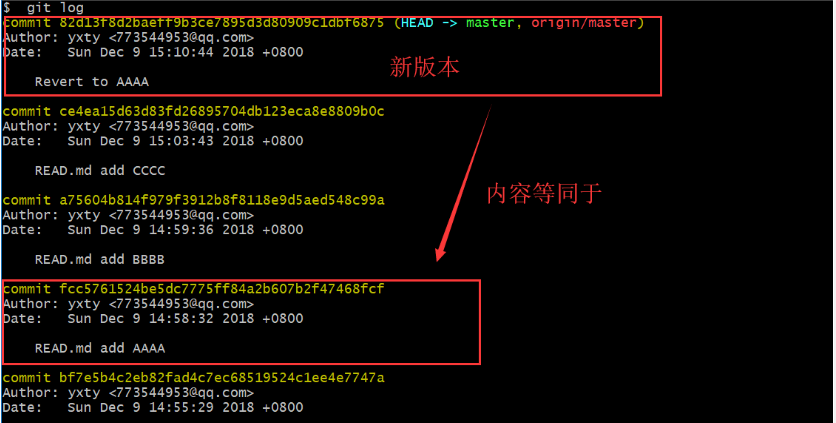 $  git log
commit 82d13f8d2baeff9b3ce7895d3d80909c1dbf6875 (HEAD -> master, origin/master)
Author: yxty <773544953@qq.com>
Date:   Sun Dec 9 15:10:44 2018 +0800
新版本
Revert to AAAA
commit ce4ea15d63d83fd26895704db123eca8e8809b0c
Author: yxty <773544953@qq.com>
Date:   Sun Dec 9 15:03:43 2018 +0800
READ.md add CCCC
commit a75604b814f979f3912b8f8118e9d5aed548c99a
内容等同于
Author: yxty <773544953@qq.com>
Date:   Sun Dec 9 14:59:36 2018 +0800
READ.md add BBBB
commit fcc5761524be5dc7775ff84a2b607b2f47468fcf
Author: yxty <773544953@qq.com>
Date:   Sun Dec 9 14:58:32 2018 +0800
READ.md add AAAA
commit bf7e5b4c2eb82fad4c7ec68519524c1ee4e7747a
Author: yxty <773544953@qq.com>
Date:   Sun Dec 9 14:55:29 2018 +0800